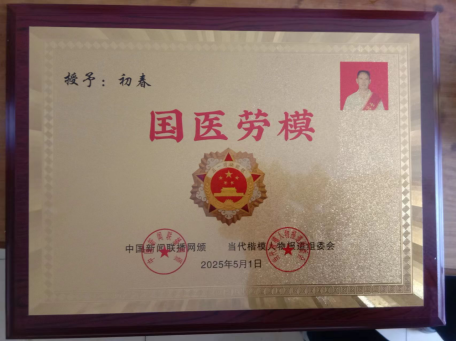 授予：初春
国医劳模
中国新闻联播网颁 当代楷模人物报道组委会
2025年5月1日